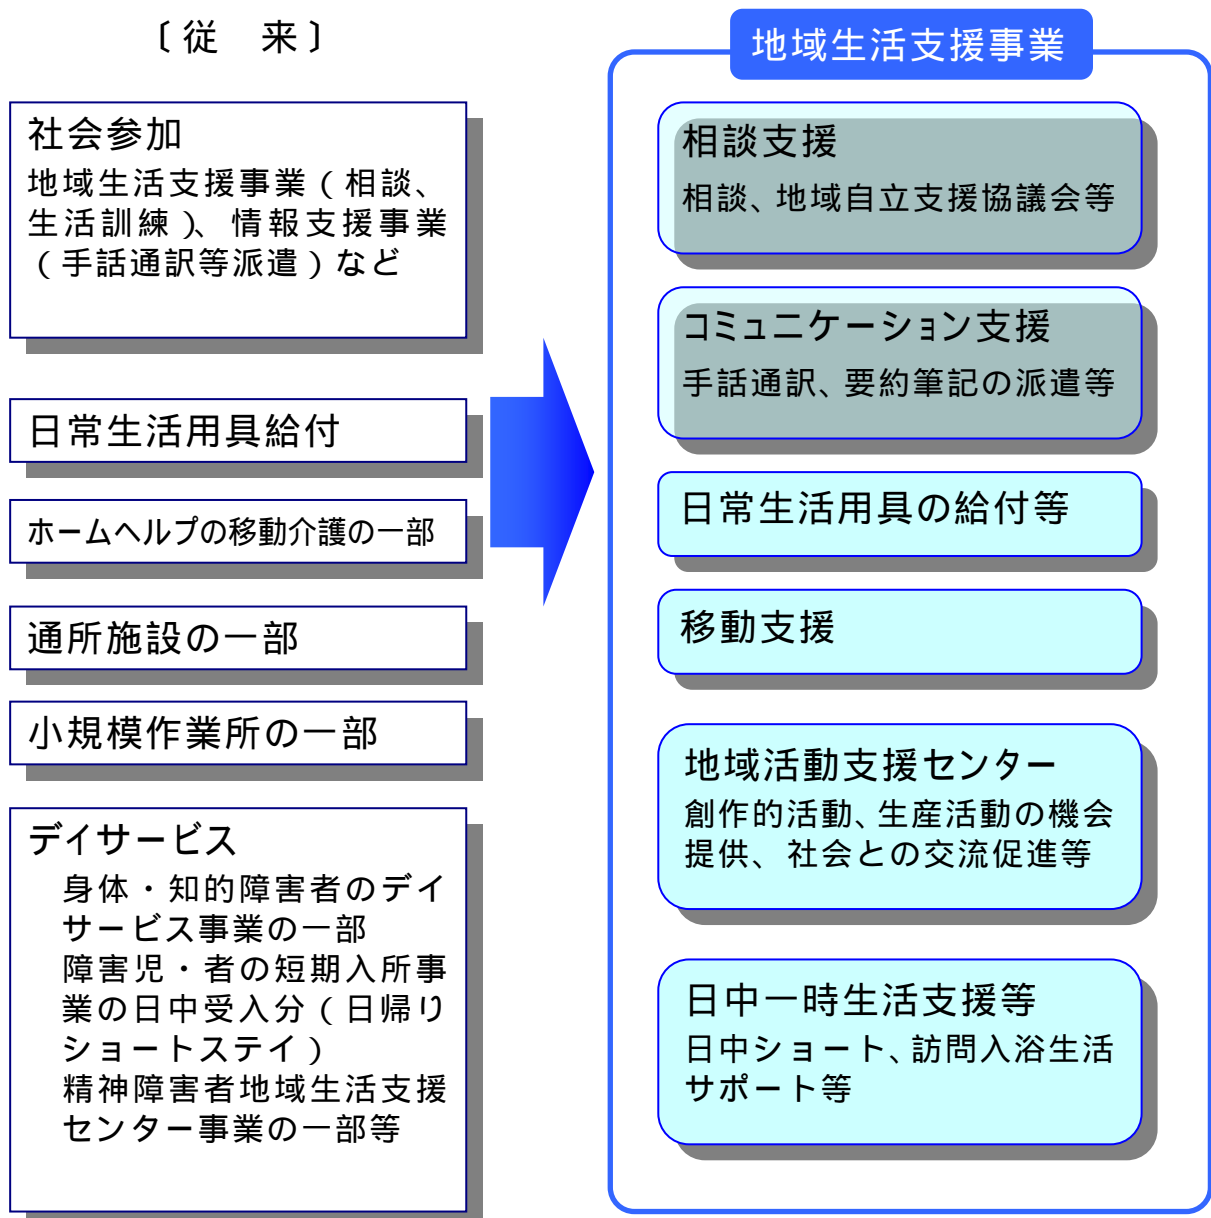 〔従　来〕
社会参加
地域生活支援事業（相談、
生活訓練）、情報支援事業
（手話通訳等派遣）など
日常生活用具給付
ホームヘルプの移動介護の一部
通所施設の一部
小規模作業所の一部
デイサービス
身体・知的障害者のデイ
サービス事業の一部
障害児・者の短期入所事
業の日中受入分（日帰り
ショートステイ）
精神障害者地域生活支援
センター事業の一部等
地域生活支援事業
相談支援
相談、地域自立支援協議会等
コミュニケーション支援
手話通訳、要約筆記の派遣等
日常生活用具の給付等
移動支援
地域活動支援センター
創作的活動、生産活動の機会
提供、社会との交流促進等
日中一時生活支援等
日中ショート、訪問入浴生活
サポート等